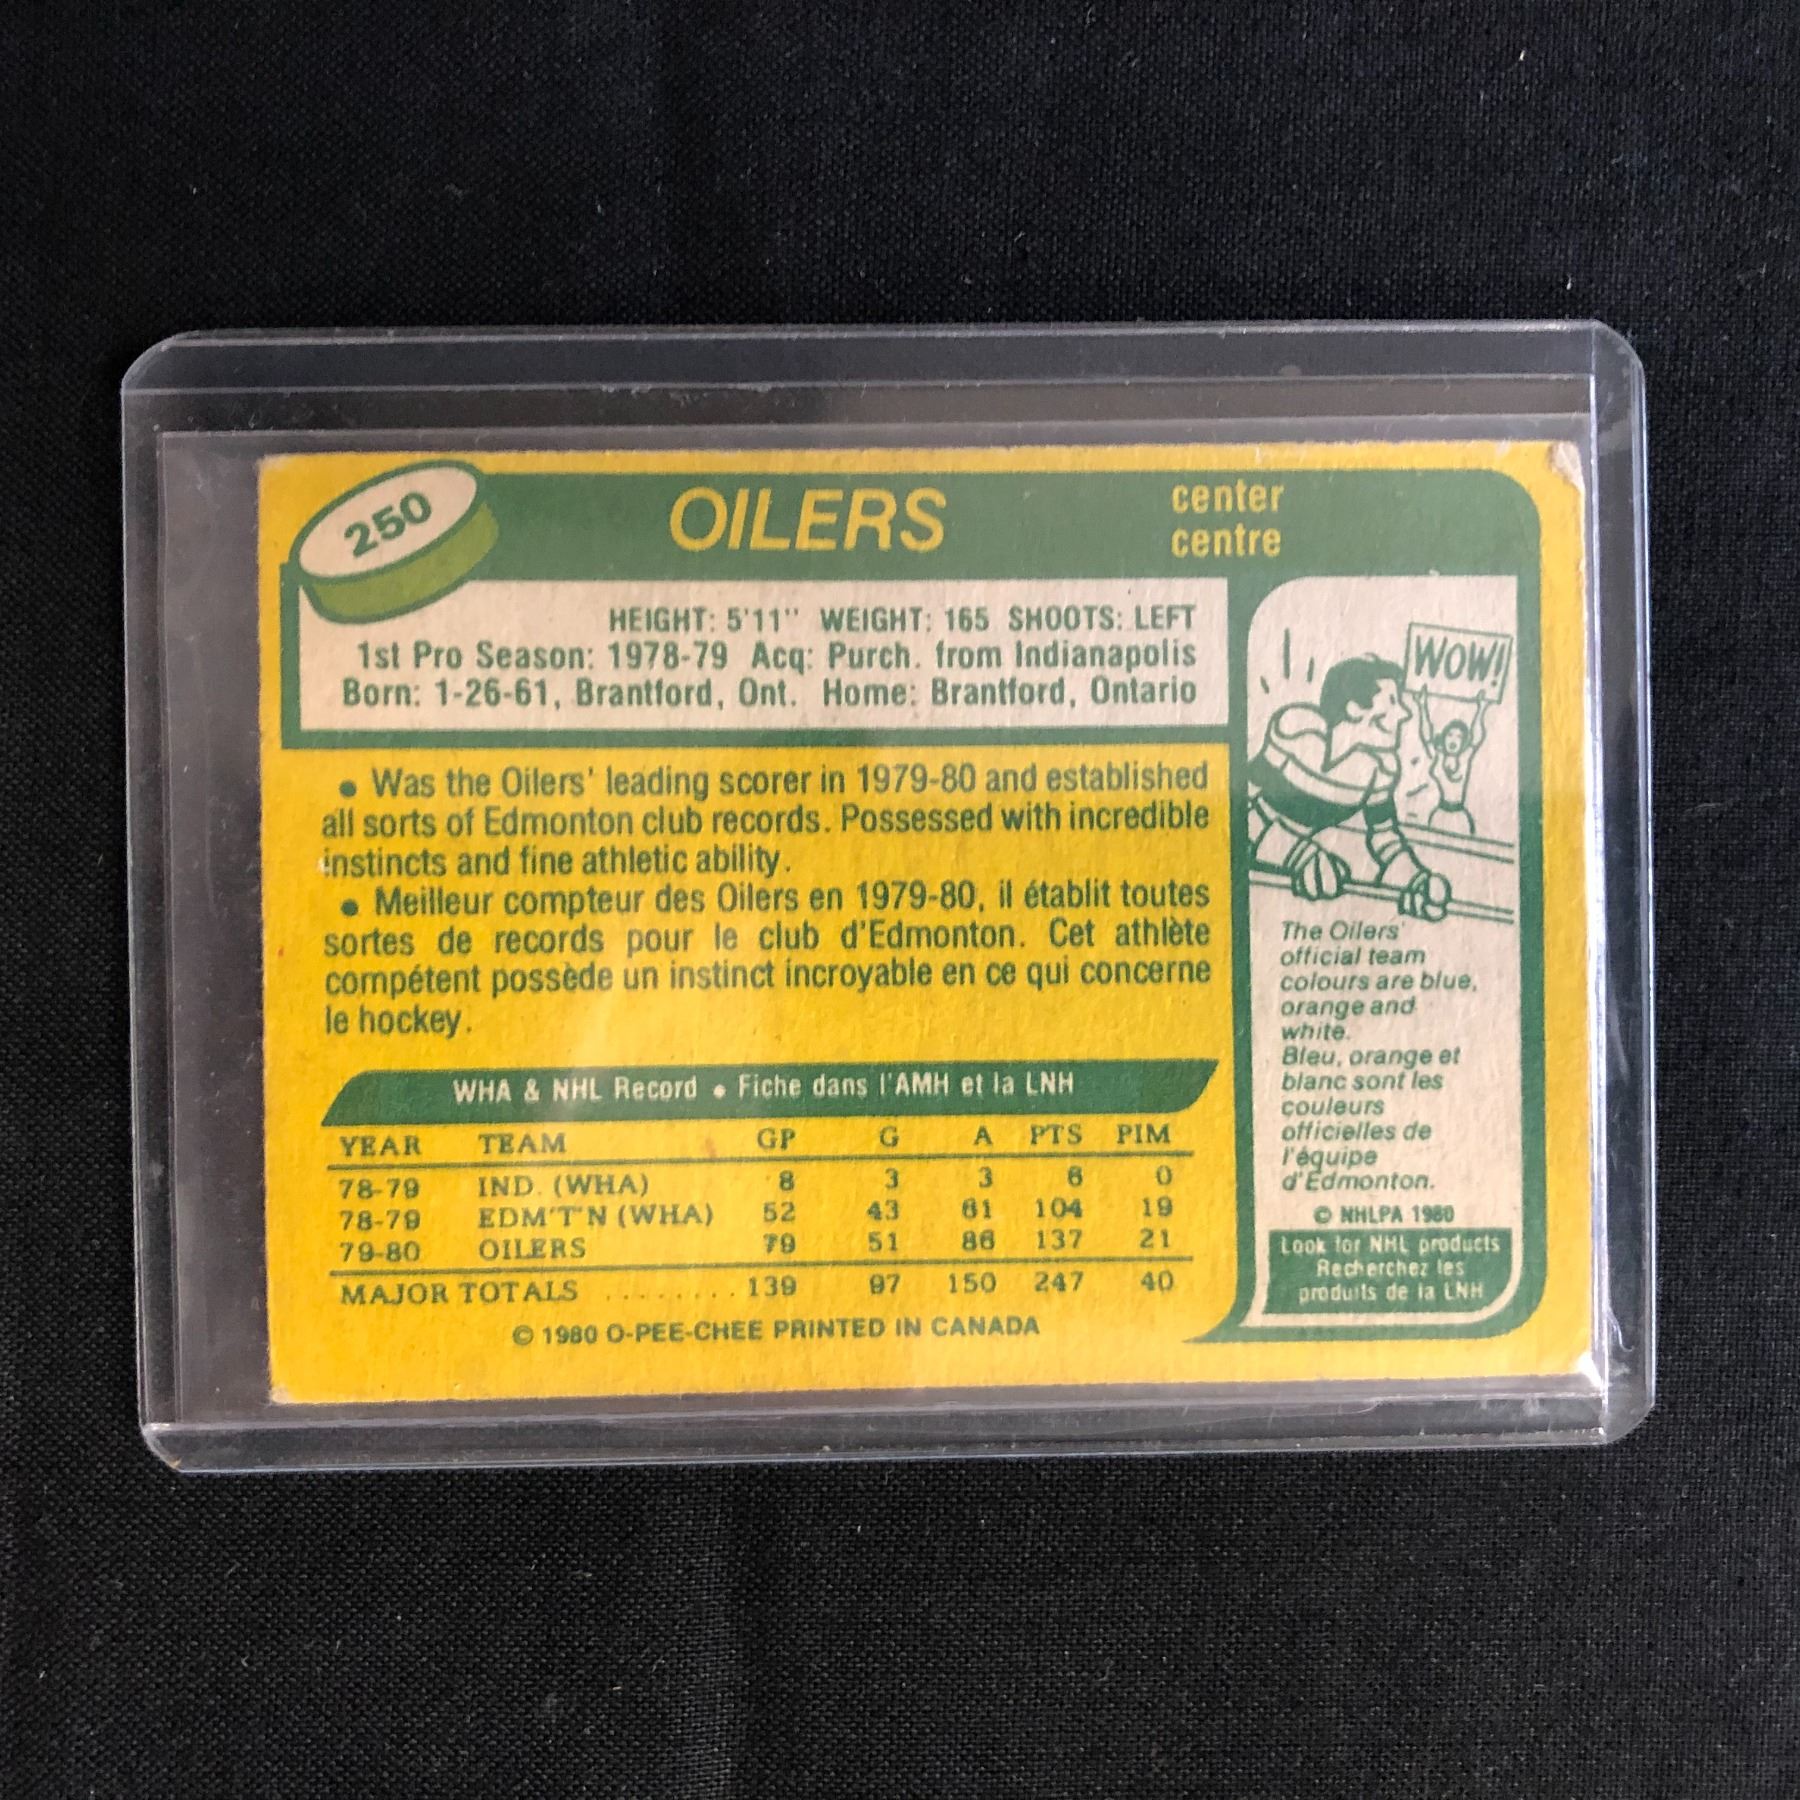 250
OILERS
center
centre
HEIGHT: 5'11" WEIGHT: 165 SHOOTS: LEFT
1st Pro Season: 1978-79 Acq: Purch. from Indianapolis
Born: 1-26-61, Brantford, Ont. Home: Brantford, Ontario
WOW!
• Was the Oilers' leading scorer in 1979-80 and established
all sorts of Edmonton club records. Possessed with incredible
instincts and fine athletic ability.
• Meilleur compteur des Oilers en 1979-80, il établit toutes
sortes de records pour le club d'Edmonton. Cet athlète
compétent possède un instinct incroyable en ce qui concerne
le hockey.
WHA & NHL Record • Fiche dans l'AMH et la LNH
YEAR TEAM GP G A PTS PIM
78-79 IND. (WHA) 8 3 3 6 0
78-79 EDM'T'N (WHA) 52 43 61 104 19
79-80 OILERS 79 51 86 137 21
MAJOR TOTALS ........ 139 97 150 247 40
© 1980 O-PEE-CHEE PRINTED IN CANADA
The Oilers'
official team
colours are blue,
orange and
white.
Bleu, orange et
blanc sont les
couleurs
officielles de
l'équipe
d'Edmonton.
© NHLPA 1980
Look for NHL products
Recherchez les
produits de la LNH